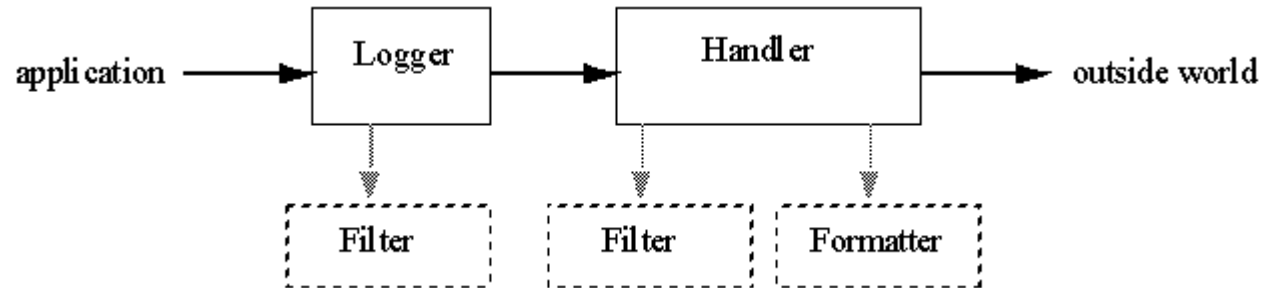 Logger
Handler
application
outside world
Filter
Filter
Formatter